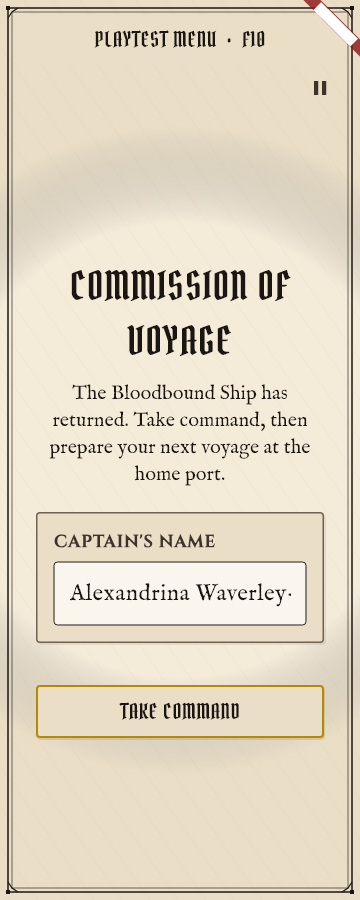 PLAYTEST MENU · F10
COMMISSION OF
VOYAGE
The Bloodbound Ship has
returned. Take command, then
prepare your next voyage at the
home port.
CAPTAIN'S NAME
Alexandrina Waverley-
TAKE COMMAND